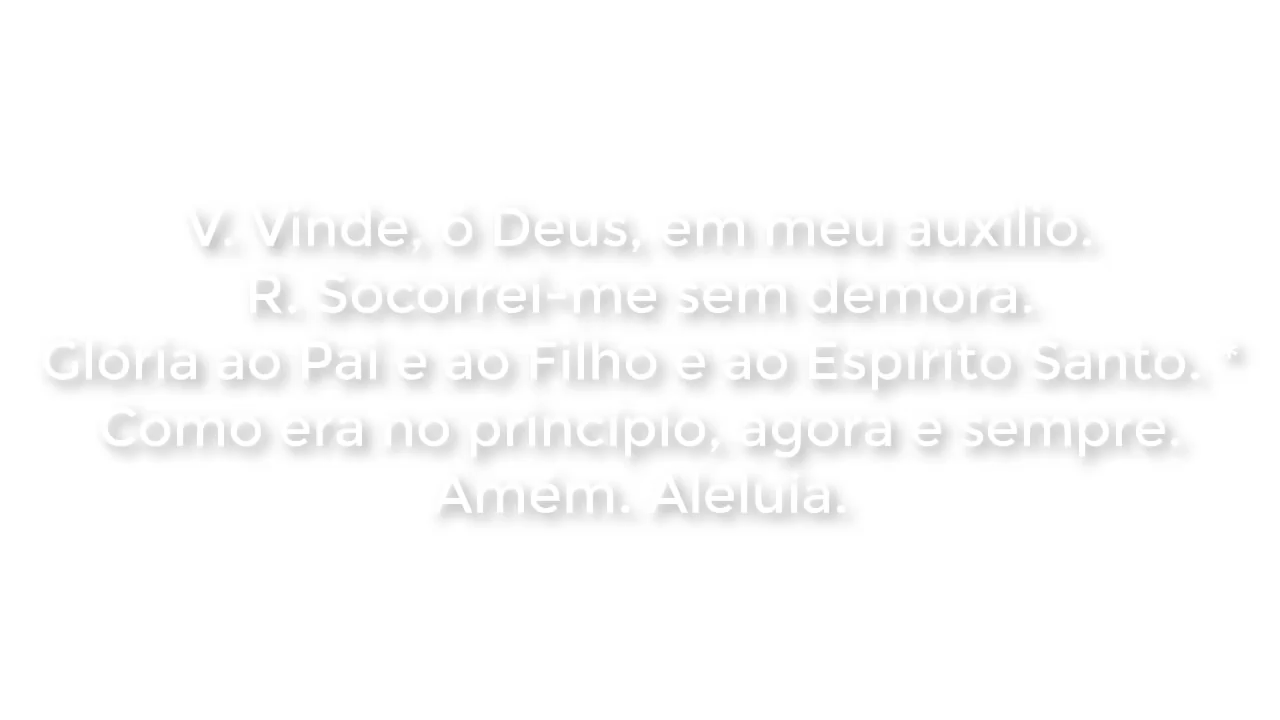 V. Vinde, ó Deus, em meu auxílio.
R. Socorrei-me sem demora.
Glória ao Pai e ao Filho e ao Espírito Santo. *
Como era no princípio, agora e sempre.
Amém. Aleluia.